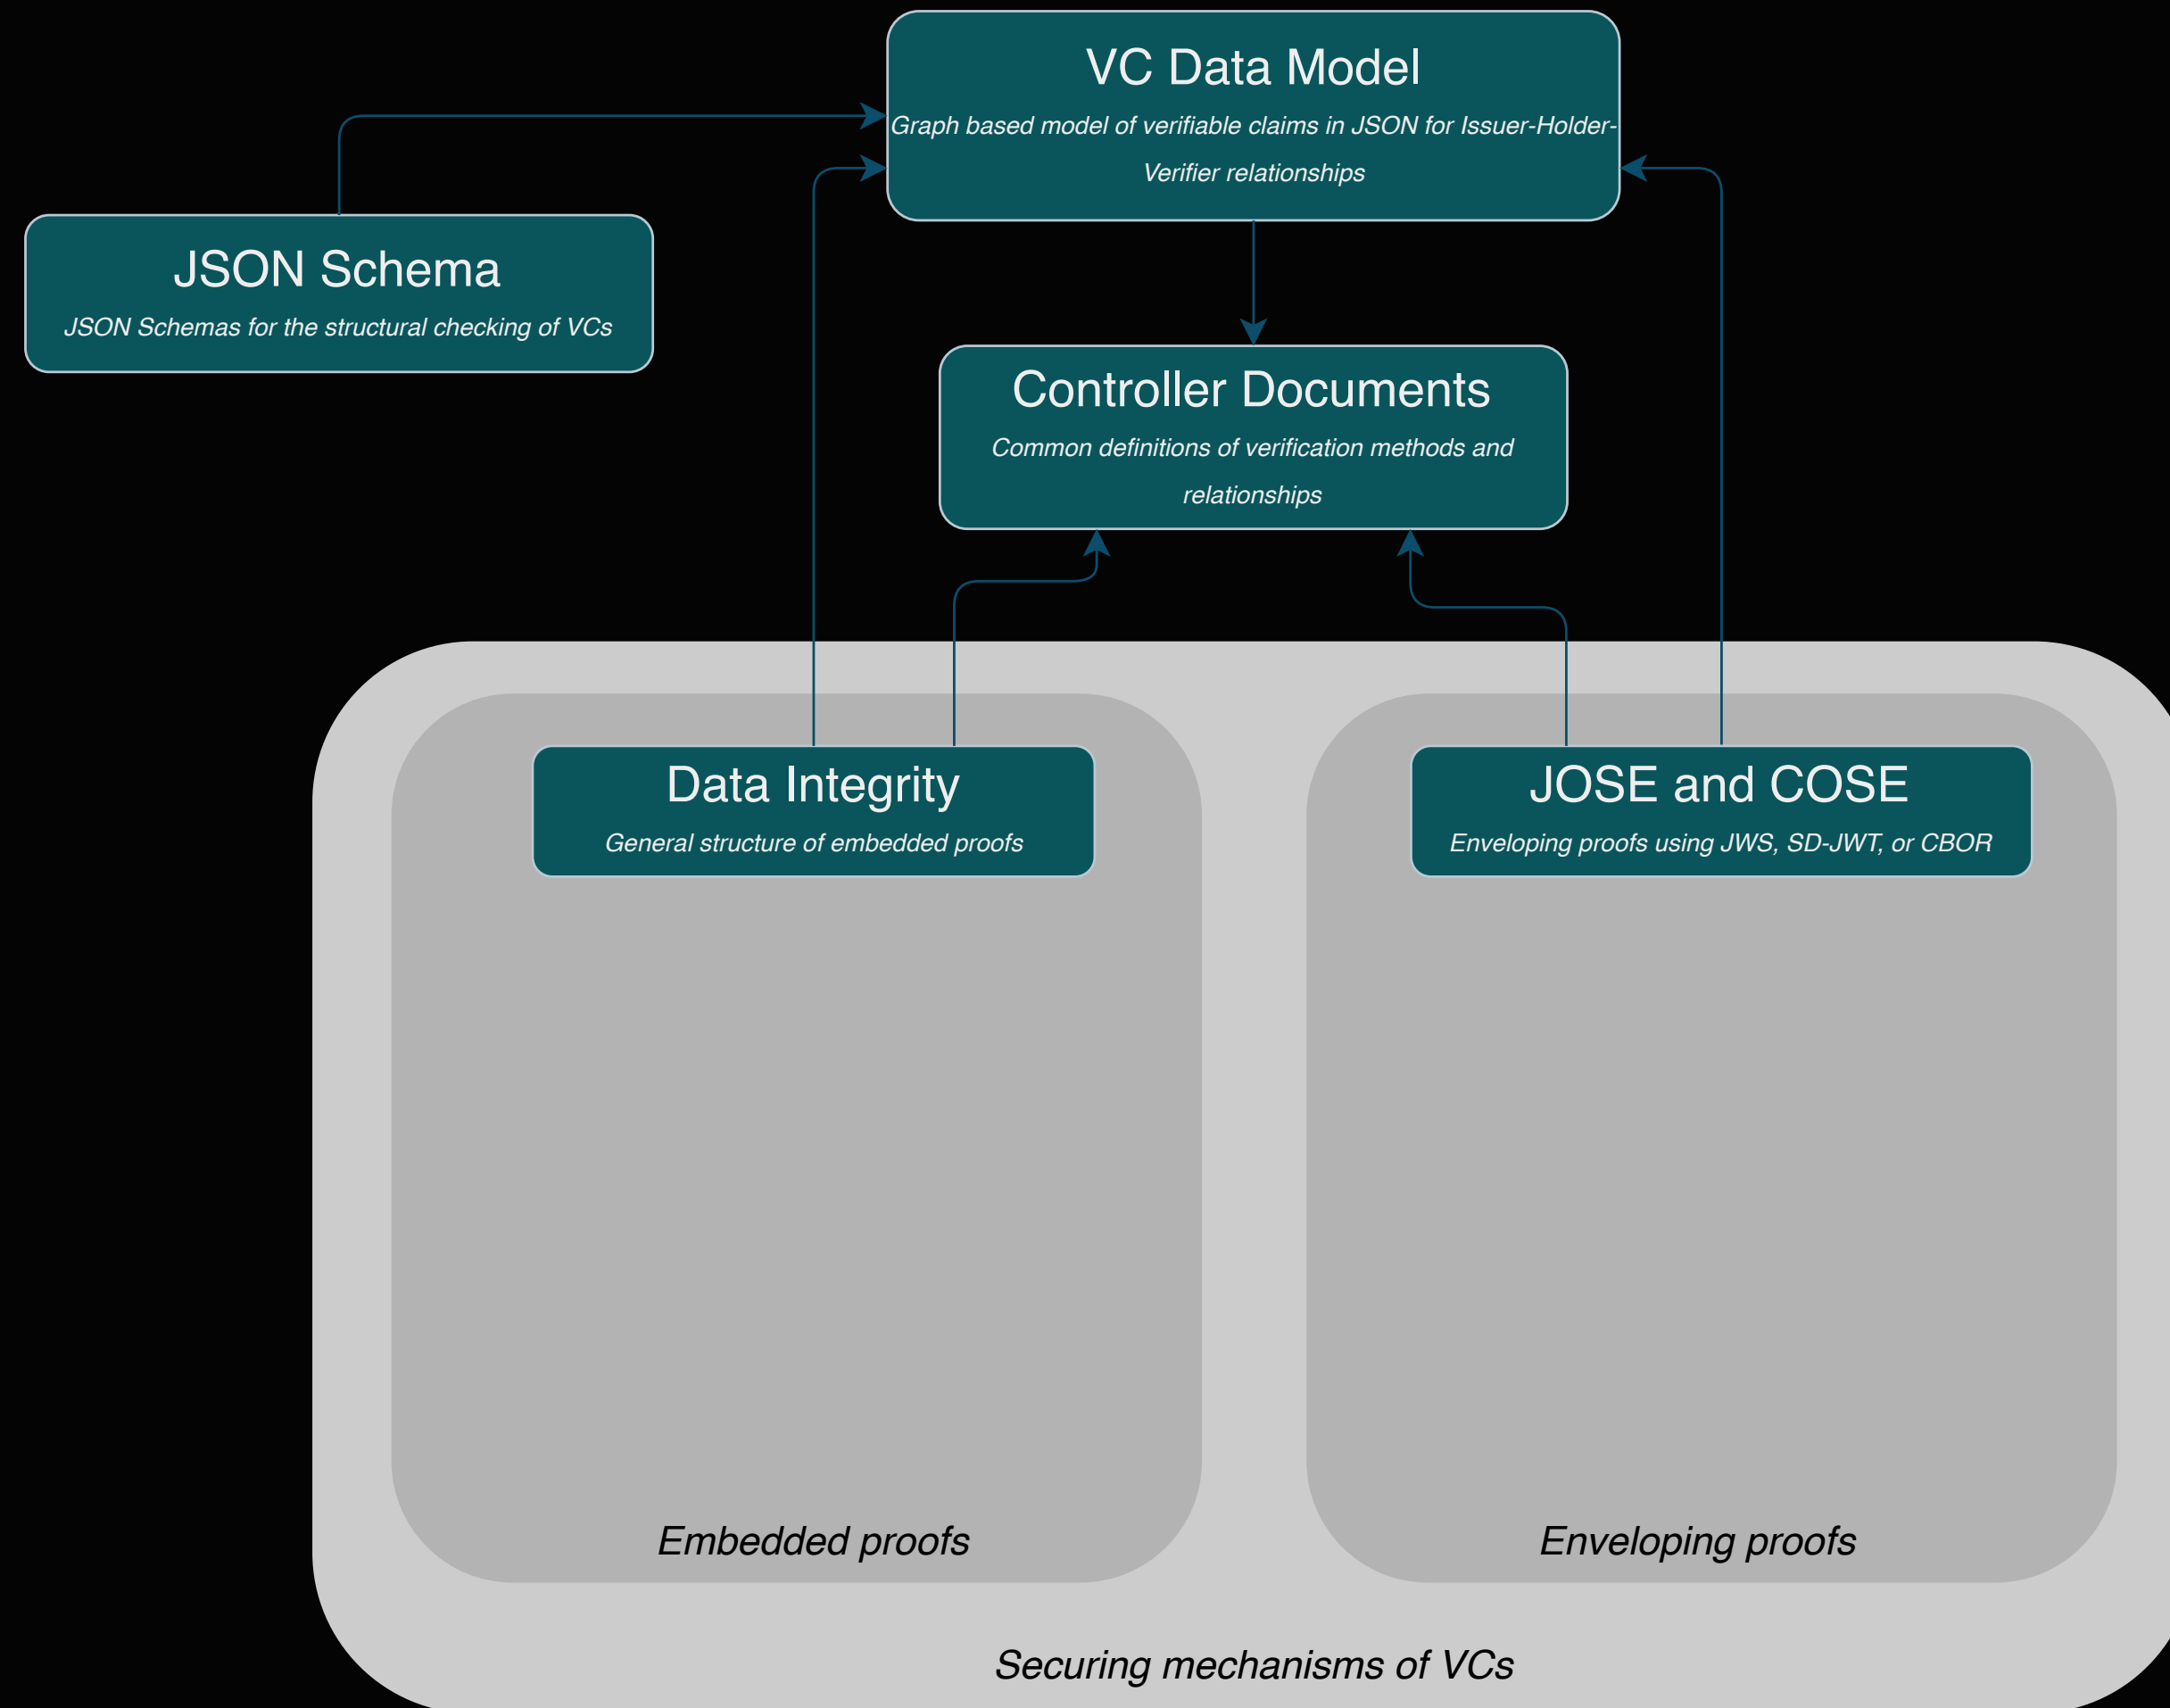 VC Data Model
Graph based model of verifiable claims in JSON for Issuer-Holder-
Verifier relationships
JSON Schema
JSON Schemas for the structural checking of VCs
Controller Documents
Common definitions of verification methods and
relationships
Data Integrity
General structure of embedded proofs
JOSE and COSE
Enveloping proofs using JWS, SD-JWT, or CBOR
Embedded proofs
Enveloping proofs
Securing mechanisms of VCs